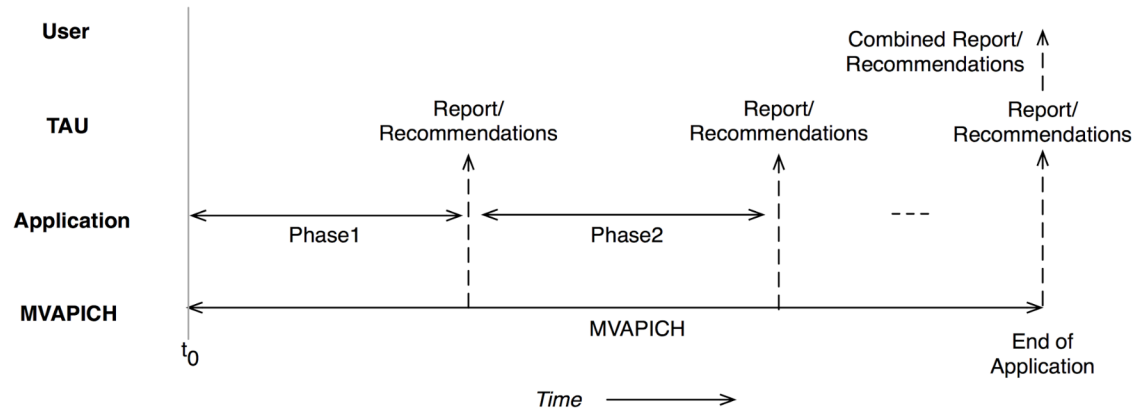 User
Combined Report/
Recommendations
TAU
Report/
Recommendations
Report/
Recommendations
Report/
Recommendations
Application
Phase1
Phase2
---
MVAPICH
MVAPICH
t0
End of
Application
Time